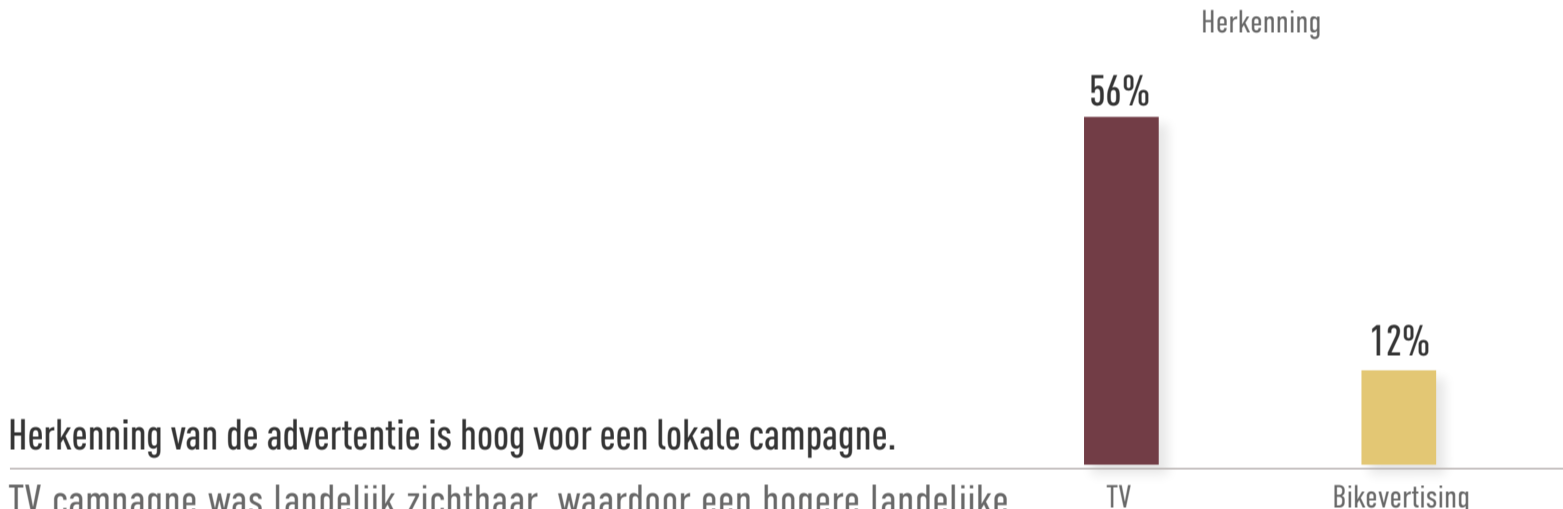 Herkenning
56%
12%
Herkenning van de advertentie is hoog voor een lokale campagne.
TV campagne was landelijk zichtbaar, waardoor een hogere landelijke
TV
Bikevertising